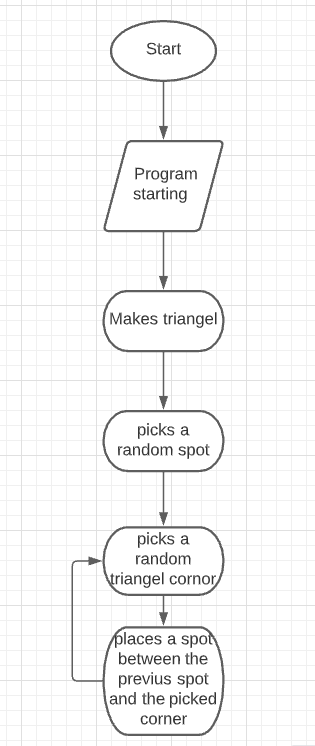 Start
Program
starting
Makes triangel
picks a
random spot
picks a
random
triangel cornor
places a spot
between the
previus spot
and the picked
corner